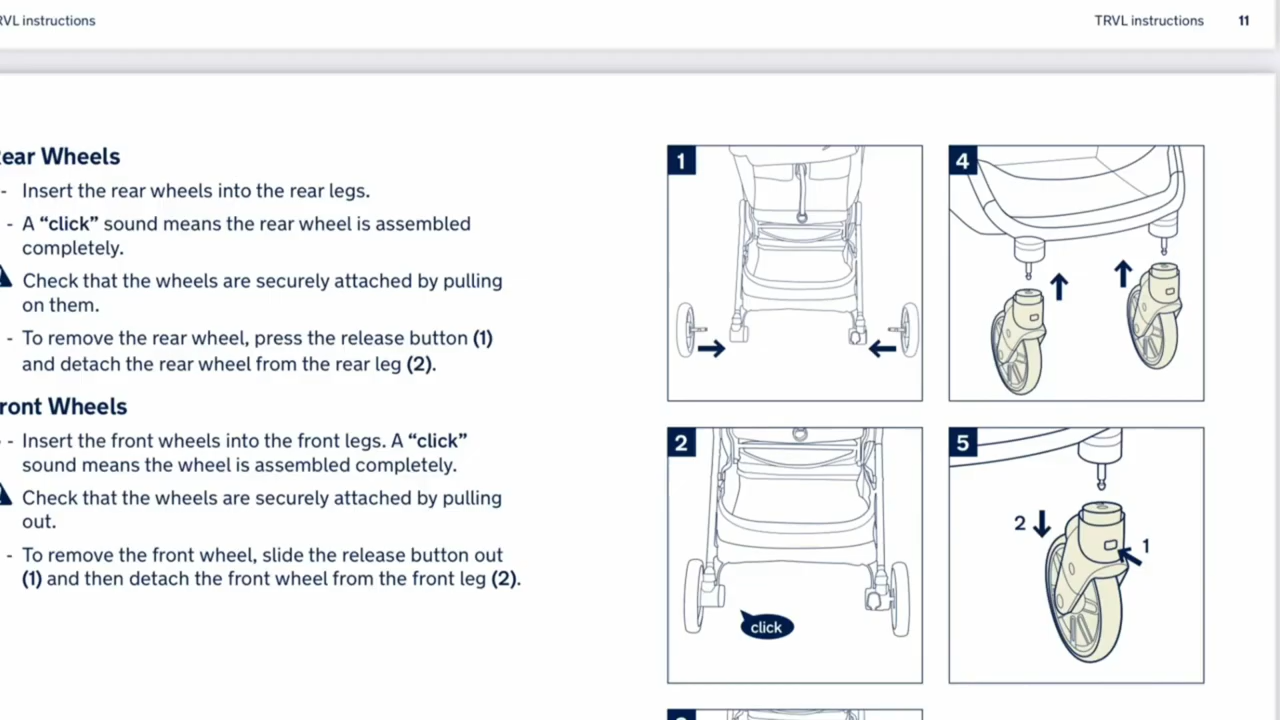 RVL instructions
TRVL instructions 11
ear Wheels
- Insert the rear wheels into the rear legs.
- A “click” sound means the rear wheel is assembled
completely.
Check that the wheels are securely attached by pulling
on them.
- To remove the rear wheel, press the release button (1)
and detach the rear wheel from the rear leg (2).
ront Wheels
- Insert the front wheels into the front legs. A “click”
sound means the wheel is assembled completely.
Check that the wheels are securely attached by pulling
out.
- To remove the front wheel, slide the release button out
(1) and then detach the front wheel from the front leg (2).
1
4
2
click
5
2
1